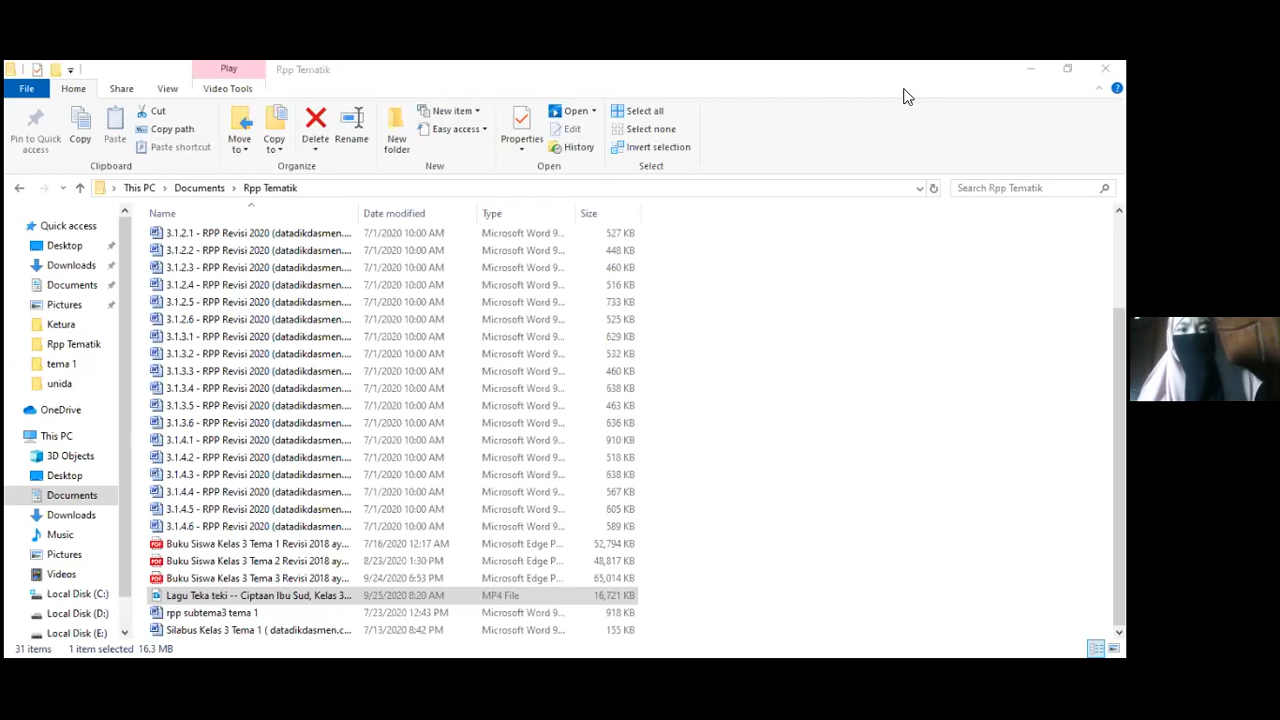 Play Rpp Tematik
File Home Share View Video Tools
Pin to Quick access
Copy
Paste
Cut
Copy path
Paste shortcut
Move to
Copy to
Delete
Rename
New folder
New item
Easy access
Properties
Open
Edit
History
Select all
Select none
Invert selection
Clipboard Organize New Open Select
This PC > Documents > Rpp Tematik Search Rpp Tematik
Quick access
Desktop
Downloads
Documents
Pictures
Ketura
Rpp Tematik
tema 1
unida
OneDrive
This PC
3D Objects
Desktop
Documents
Downloads
Music
Pictures
Videos
Local Disk (C:)
Local Disk (D:)
Local Disk (E:)
Name Date modified Type Size
3.1.2.1 - RPP Revisi 2020 (datadikdasmen.... 7/1/2020 10:00 AM Microsoft Word 9... 527 KB
3.1.2.2 - RPP Revisi 2020 (datadikdasmen.... 7/1/2020 10:00 AM Microsoft Word 9... 448 KB
3.1.2.3 - RPP Revisi 2020 (datadikdasmen.... 7/1/2020 10:00 AM Microsoft Word 9... 460 KB
3.1.2.4 - RPP Revisi 2020 (datadikdasmen.... 7/1/2020 10:00 AM Microsoft Word 9... 516 KB
3.1.2.5 - RPP Revisi 2020 (datadikdasmen.... 7/1/2020 10:00 AM Microsoft Word 9... 733 KB
3.1.2.6 - RPP Revisi 2020 (datadikdasmen.... 7/1/2020 10:00 AM Microsoft Word 9... 525 KB
3.1.3.1 - RPP Revisi 2020 (datadikdasmen.... 7/1/2020 10:00 AM Microsoft Word 9... 629 KB
3.1.3.2 - RPP Revisi 2020 (datadikdasmen.... 7/1/2020 10:00 AM Microsoft Word 9... 532 KB
3.1.3.3 - RPP Revisi 2020 (datadikdasmen.... 7/1/2020 10:00 AM Microsoft Word 9... 460 KB
3.1.3.4 - RPP Revisi 2020 (datadikdasmen.... 7/1/2020 10:00 AM Microsoft Word 9... 638 KB
3.1.3.5 - RPP Revisi 2020 (datadikdasmen.... 7/1/2020 10:00 AM Microsoft Word 9... 463 KB
3.1.3.6 - RPP Revisi 2020 (datadikdasmen.... 7/1/2020 10:00 AM Microsoft Word 9... 636 KB
3.1.4.1 - RPP Revisi 2020 (datadikdasmen.... 7/1/2020 10:00 AM Microsoft Word 9... 910 KB
3.1.4.2 - RPP Revisi 2020 (datadikdasmen.... 7/1/2020 10:00 AM Microsoft Word 9... 518 KB
3.1.4.3 - RPP Revisi 2020 (datadikdasmen.... 7/1/2020 10:00 AM Microsoft Word 9... 638 KB
3.1.4.4 - RPP Revisi 2020 (datadikdasmen.... 7/1/2020 10:00 AM Microsoft Word 9... 567 KB
3.1.4.5 - RPP Revisi 2020 (datadikdasmen.... 7/1/2020 10:00 AM Microsoft Word 9... 605 KB
3.1.4.6 - RPP Revisi 2020 (datadikdasmen.... 7/1/2020 10:00 AM Microsoft Word 9... 589 KB
Buku Siswa Kelas 3 Tema 1 Revisi 2018 ay... 7/16/2020 12:17 AM Microsoft Edge P... 52,794 KB
Buku Siswa Kelas 3 Tema 2 Revisi 2018 ay... 8/23/2020 1:30 PM Microsoft Edge P... 48,817 KB
Buku Siswa Kelas 3 Tema 3 Revisi 2018 ay... 9/24/2020 6:53 PM Microsoft Edge P... 65,014 KB
Lagu Teka teki -- Ciptaan Ibu Sud, Kelas 3... 9/25/2020 8:20 AM MP4 File 16,721 KB
rpp subtema3 tema 1 7/23/2020 12:43 PM Microsoft Word 9... 918 KB
Silabus Kelas 3 Tema 1 ( datadikdasmen.c... 7/13/2020 8:42 PM Microsoft Word 9... 155 KB
31 items 1 item selected 16.3 MB